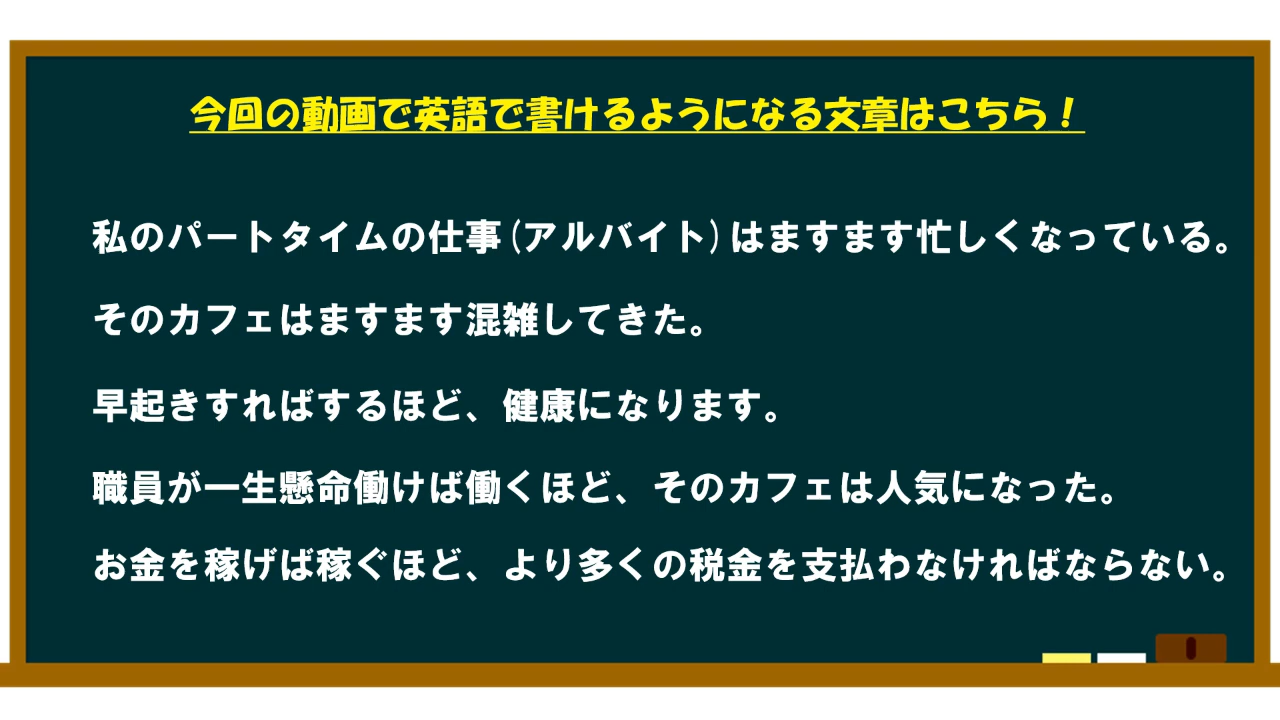 今回の動画で英語で書けるようになる文章はこちら！
私のパートタイムの仕事(アルバイト)はますます忙しくなっている。
そのカフェはますます混雑してきた。
早起きすればするほど、健康になります。
職員が一生懸命働けば働くほど、そのカフェは人気になった。
お金を稼げば稼ぐほど、より多くの税金を支払わなければならない。